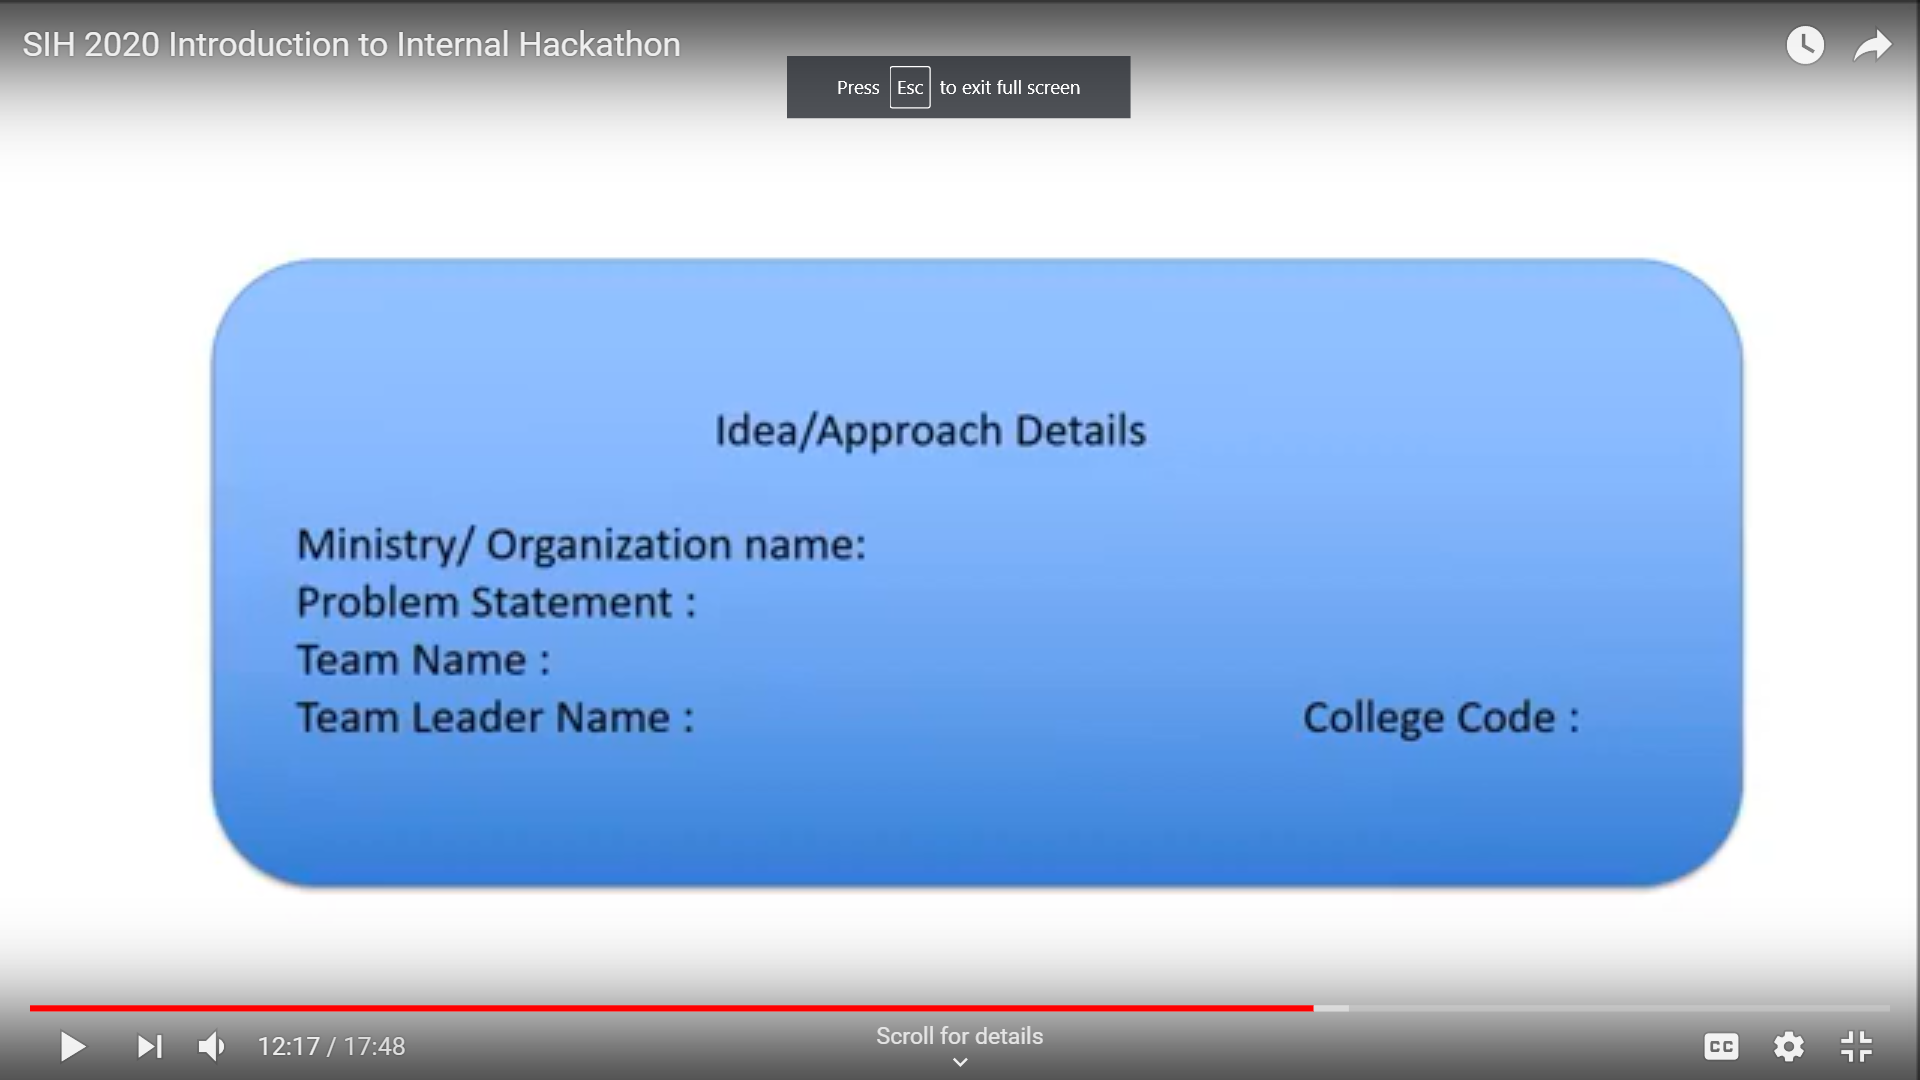 SIH 2020 Introduction to Internal Hackathon
Press Esc to exit full screen
Idea/Approach Details
Ministry/ Organization name:
Problem Statement :
Team Name :
Team Leader Name : College Code :
12:17 / 17:48
Scroll for details
CC